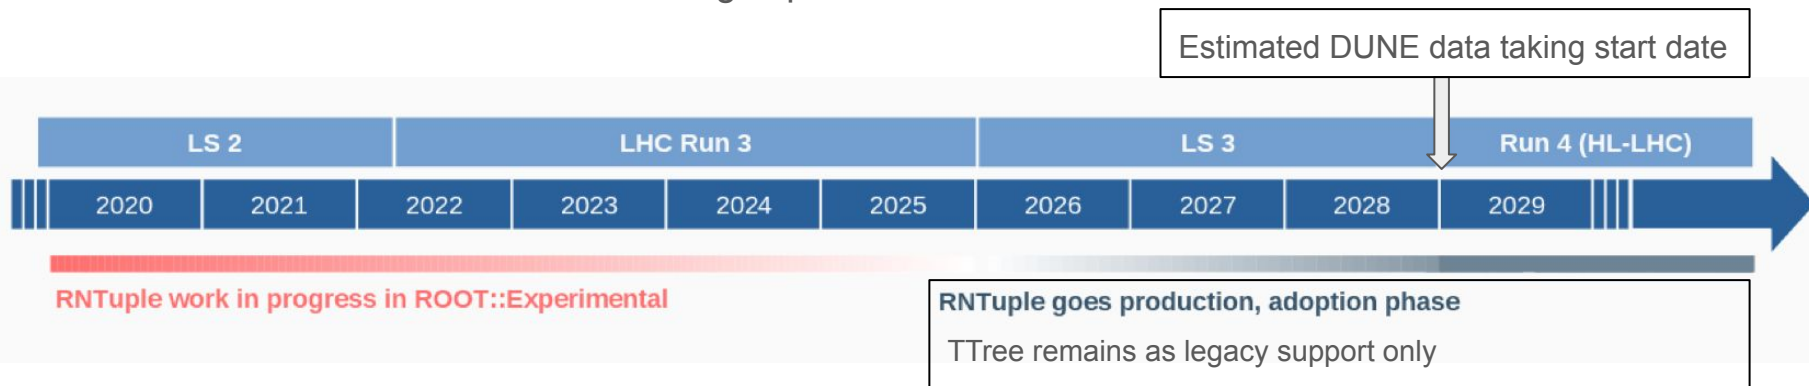 Estimated DUNE data taking start date
LS 2 LHC Run 3 LS 3 Run 4 (HL-LHC)
2020 2021 2022 2023 2024 2025 2026 2027 2028 2029
RNTuple work in progress in ROOT::Experimental
RNTuple goes production, adoption phase
TTree remains as legacy support only